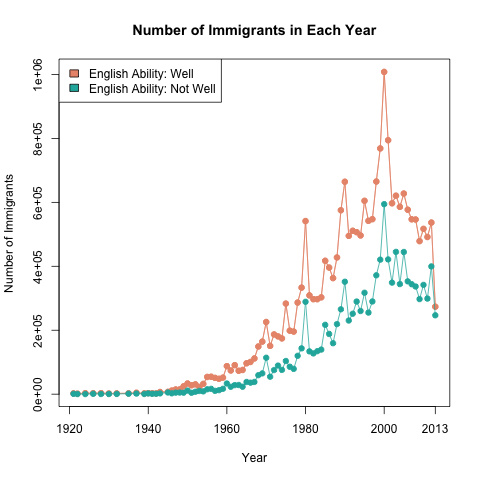 Number of Immigrants in Each Year
English Ability: Well
English Ability: Not Well
Number of Immigrants
1e+06
8e+05
6e+05
4e+05
2e+05
0e+00
1920 1940 1960 1980 2000 2013
Year